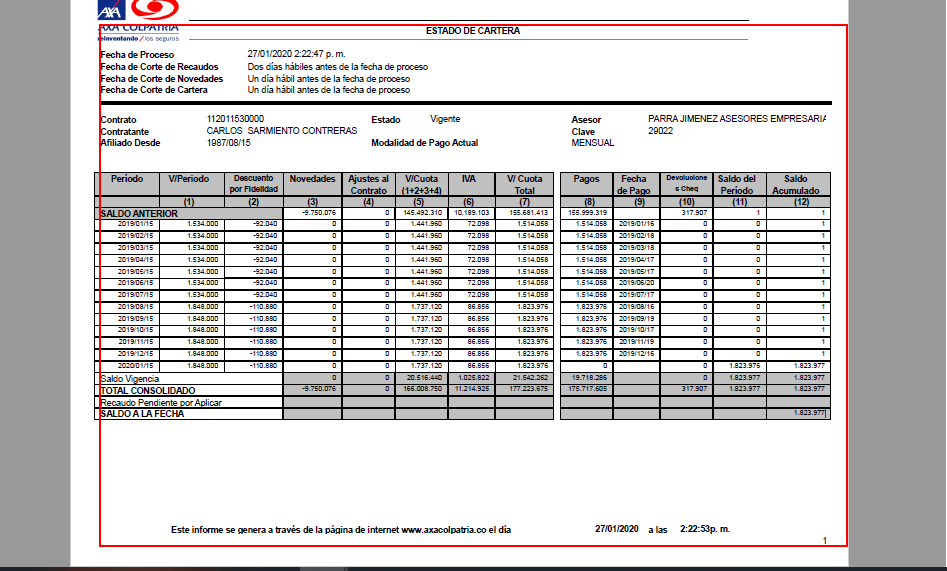 AXA
AXA COLPATRIA
reinventando / los seguros
ESTADO DE CARTERA
Fecha de Proceso 27/01/2020 2:22:47 p. m.
Fecha de Corte de Recaudos Dos días hábiles antes de la fecha de proceso
Fecha de Corte de Novedades Un día hábil antes de la fecha de proceso
Fecha de Corte de Cartera Un día hábil antes de la fecha de proceso
Contrato 112011530000 Estado Vigente Asesor PARRA JIMENEZ ASESORES EMPRESARIA
Contratante CARLOS SARMIENTO CONTRERAS Clave 29022
Afiliado Desde 1987/08/15 Modalidad de Pago Actual MENSUAL
Período V/Periodo Descuento Novedades Ajustes al V/Cuota IVA V/ Cuota Pagos Fecha Devolucione Saldo del Saldo
por Fidelidad Contrato (1+2+3+4) Total de Pago s Cheq Período Acumulado
(1) (2) (3) (4) (5) (6) (7) (8) (9) (10) (11) (12)
SALDO ANTERIOR -9.750.076 0 145.492.310 10.189.103 155.681.413 155.999.319 317.907 1 1
2019/01/15 1.534.000 -92.040 0 0 1.441.960 72.098 1.514.058 1.514.058 2019/01/16 0 0 1
2019/02/15 1.534.000 -92.040 0 0 1.441.960 72.098 1.514.058 1.514.058 2019/02/18 0 0 1
2019/03/15 1.534.000 -92.040 0 0 1.441.960 72.098 1.514.058 1.514.058 2019/03/18 0 0 1
2019/04/15 1.534.000 -92.040 0 0 1.441.960 72.098 1.514.058 1.514.058 2019/04/17 0 0 1
2019/05/15 1.534.000 -92.040 0 0 1.441.960 72.098 1.514.058 1.514.058 2019/05/17 0 0 1
2019/06/15 1.534.000 -92.040 0 0 1.441.960 72.098 1.514.058 1.514.058 2019/06/20 0 0 1
2019/07/15 1.534.000 -92.040 0 0 1.441.960 72.098 1.514.058 1.514.058 2019/07/17 0 0 1
2019/08/15 1.848.000 -110.880 0 0 1.737.120 86.856 1.823.976 1.823.976 2019/08/16 0 0 1
2019/09/15 1.848.000 -110.880 0 0 1.737.120 86.856 1.823.976 1.823.976 2019/09/19 0 0 1
2019/10/15 1.848.000 -110.880 0 0 1.737.120 86.856 1.823.976 1.823.976 2019/10/17 0 0 1
2019/11/15 1.848.000 -110.880 0 0 1.737.120 86.856 1.823.976 1.823.976 2019/11/19 0 0 1
2019/12/15 1.848.000 -110.880 0 0 1.737.120 86.856 1.823.976 1.823.976 2019/12/16 0 0 1
2020/01/15 1.848.000 -110.880 0 0 1.737.120 86.856 1.823.976 0 0 1.823.976 1.823.977
Saldo Vigencia 0 0 20.516.440 1.025.822 21.542.262 19.718.286 0 1.823.977 1.823.977
TOTAL CONSOLIDADO -9.750.076 0 166.008.750 11.214.925 177.223.675 175.717.605 317.907 1.823.977 1.823.977
Recaudo Pendiente por Aplicar
SALDO A LA FECHA 1.823.977
Este informe se genera a través de la página de internet www.axacolpatria.co el día 27/01/2020 a las 2:22:53p. m.
1